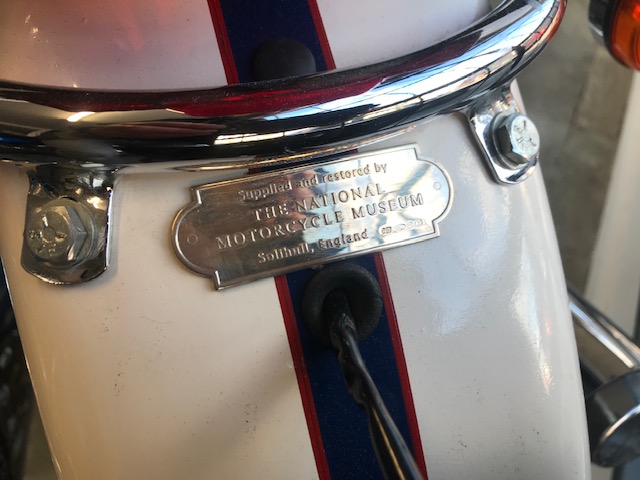 Supplied and restored by
THE NATIONAL
MOTORCYCLE MUSEUM
Solihull, England